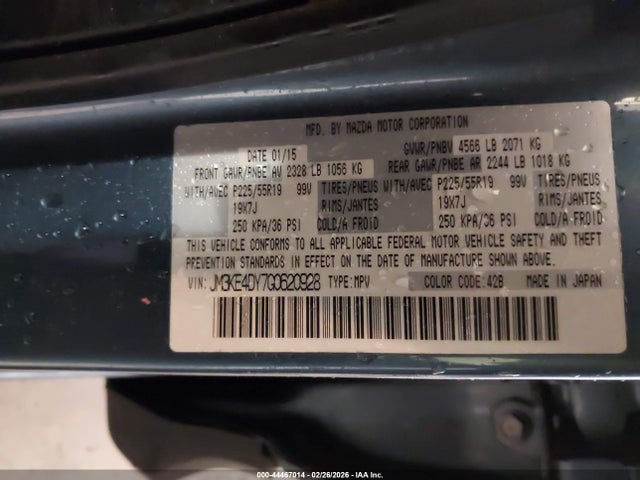 MFD. BY MAZDA MOTOR CORPORATION
DATE 01/15 GVWR/PNBV 4566 LB 2071 KG
FRONT GAWR/PNBE AV 2328 LB 1056 KG REAR GAWR/PNBE AR 2244 LB 1018 KG
WITH/AVEC P225/55R19 99V TIRES/PNEUS WITH/AVEC P225/55R19 99V TIRES/PNEUS
19X7J RIMS/JANTES 19X7J RIMS/JANTES
250 KPA/36 PSI COLD/A FROID 250 KPA/36 PSI COLD/A FROID
THIS VEHICLE CONFORMS TO ALL APPLICABLE FEDERAL MOTOR VEHICLE SAFETY AND THEFT
PREVENTION STANDARDS IN EFFECT ON THE DATE OF MANUFACTURE SHOWN ABOVE.
VIN: JM3KE4DY7G0620928 TYPE:MPV COLOR CODE:42B MADE IN JAPAN
000-44467014 - 02/26/2026 - IAA Inc.